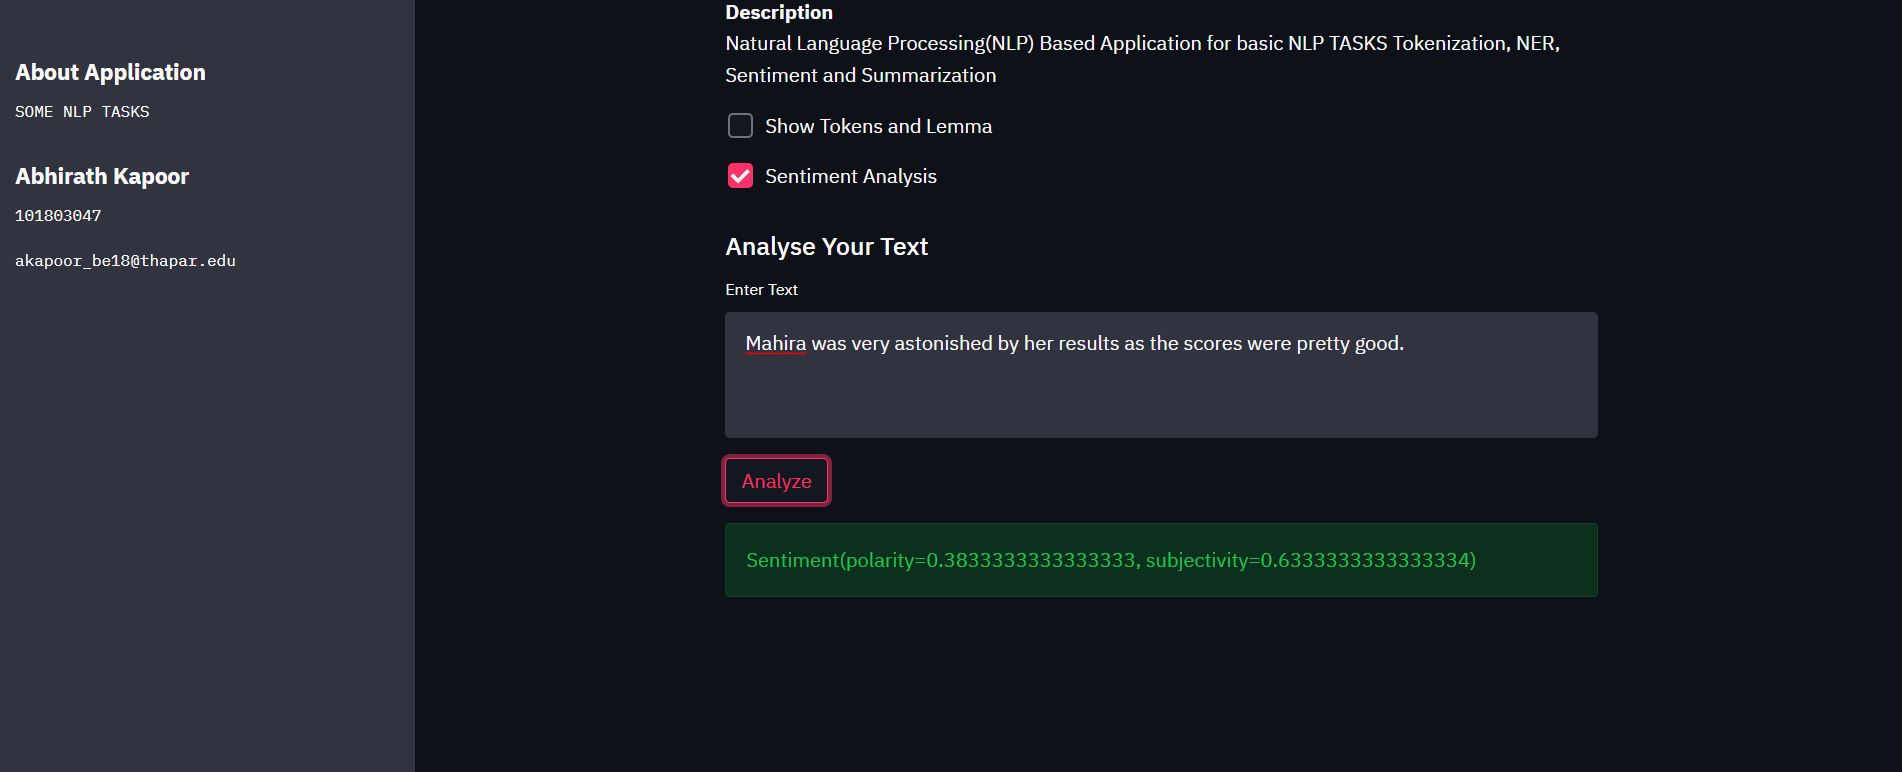 About Application
SOME NLP TASKS
Abhirath Kapoor
101803047
akapoor_be18@thapar.edu
Description
Natural Language Processing(NLP) Based Application for basic NLP TASKS Tokenization, NER,
Sentiment and Summarization
Show Tokens and Lemma
Sentiment Analysis
Analyse Your Text
Enter Text
Mahira was very astonished by her results as the scores were pretty good.
Analyze
Sentiment(polarity=0.3833333333333333, subjectivity=0.6333333333333334)